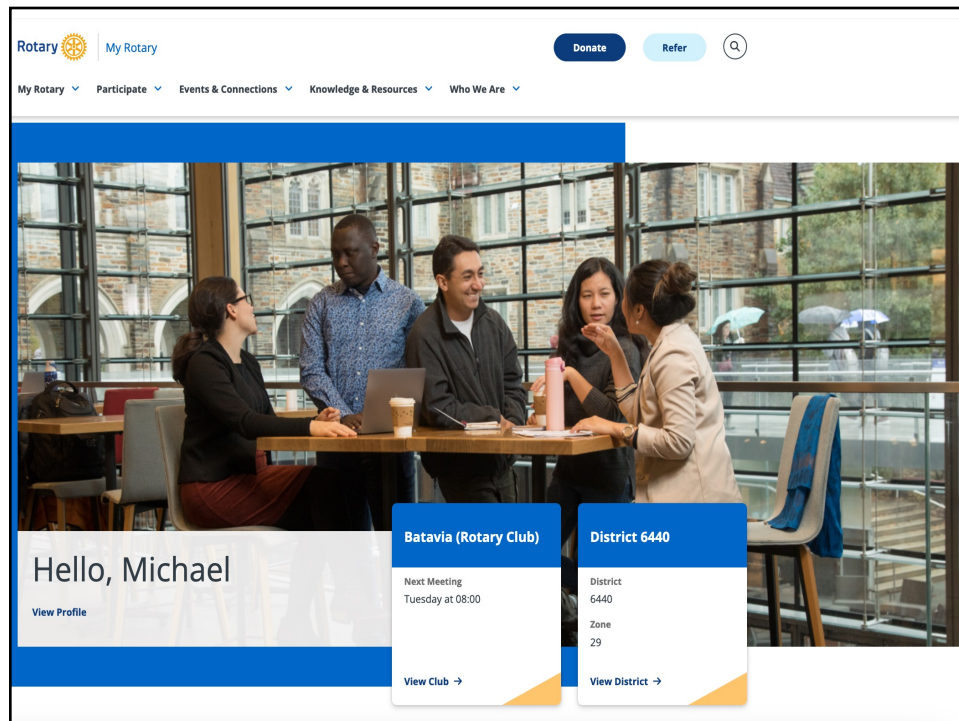 Rotary My Rotary
Donate Refer
My Rotary Participate Events & Connections Knowledge & Resources Who We Are
Hello, Michael
View Profile
Batavia (Rotary Club)
Next Meeting
Tuesday at 08:00
View Club →
District 6440
District
6440
Zone
29
View District →